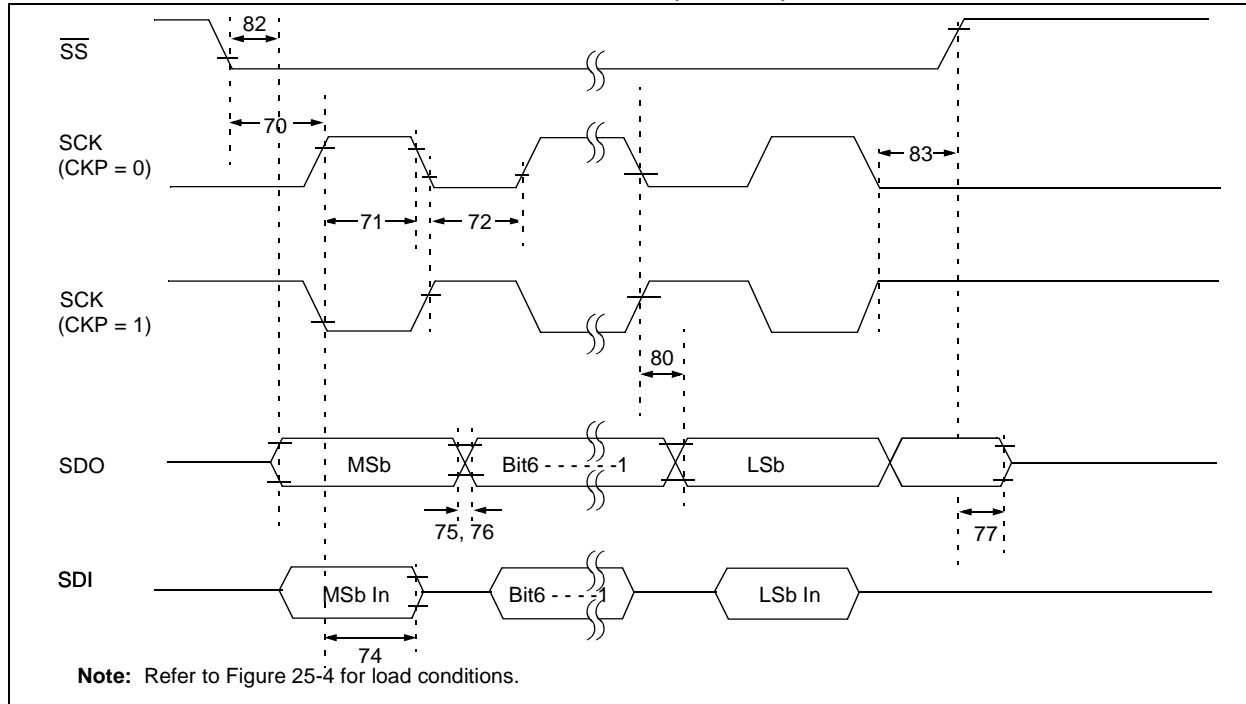 82
SS
70
SCK
(CKP = 0)
83
71
72
SCK
(CKP = 1)
80
SDO
MSb
Bit6 - - - - - -1
LSb
75, 76
77
SDI
MSb In
Bit6 - - - -1
LSb In
74
Note: Refer to Figure 25-4 for load conditions.